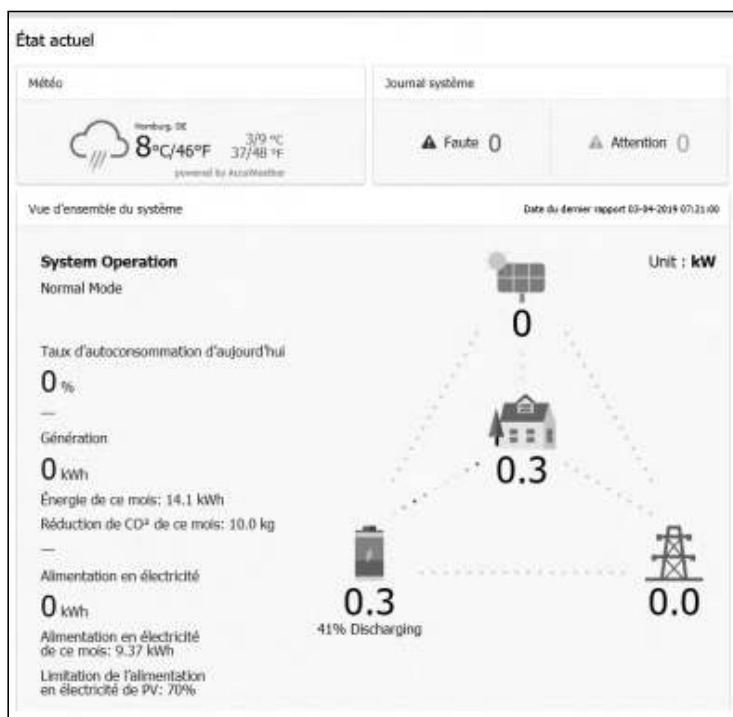 État actuel
Météo
Homburg, DE
8°C/46°F
3/9 °C
37/48 °F
powered by AccuWeather
Journal système
Faute 0
Attention 0
Vue d'ensemble du système
Date du dernier rapport 03-04-2019 07:21:00
System Operation
Normal Mode
Unit : kW
Taux d'autoconsommation d'aujourd'hui
0 %
Génération
0 kWh
Énergie de ce mois: 14.1 kWh
Réduction de CO² de ce mois: 10.0 kg
Alimentation en électricité
0 kWh
Alimentation en électricité
de ce mois: 9.37 kWh
Limitation de l'alimentation
en électricité de PV: 70%
0
0.3
0.3
41% Discharging
0.0